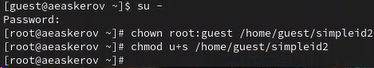 [guest@aeaskerov ~]$ su -
Password:
[root@aeaskerov ~]# chown root:guest /home/guest/simpleid2
[root@aeaskerov ~]# chmod u+s /home/guest/simpleid2
[root@aeaskerov ~]#